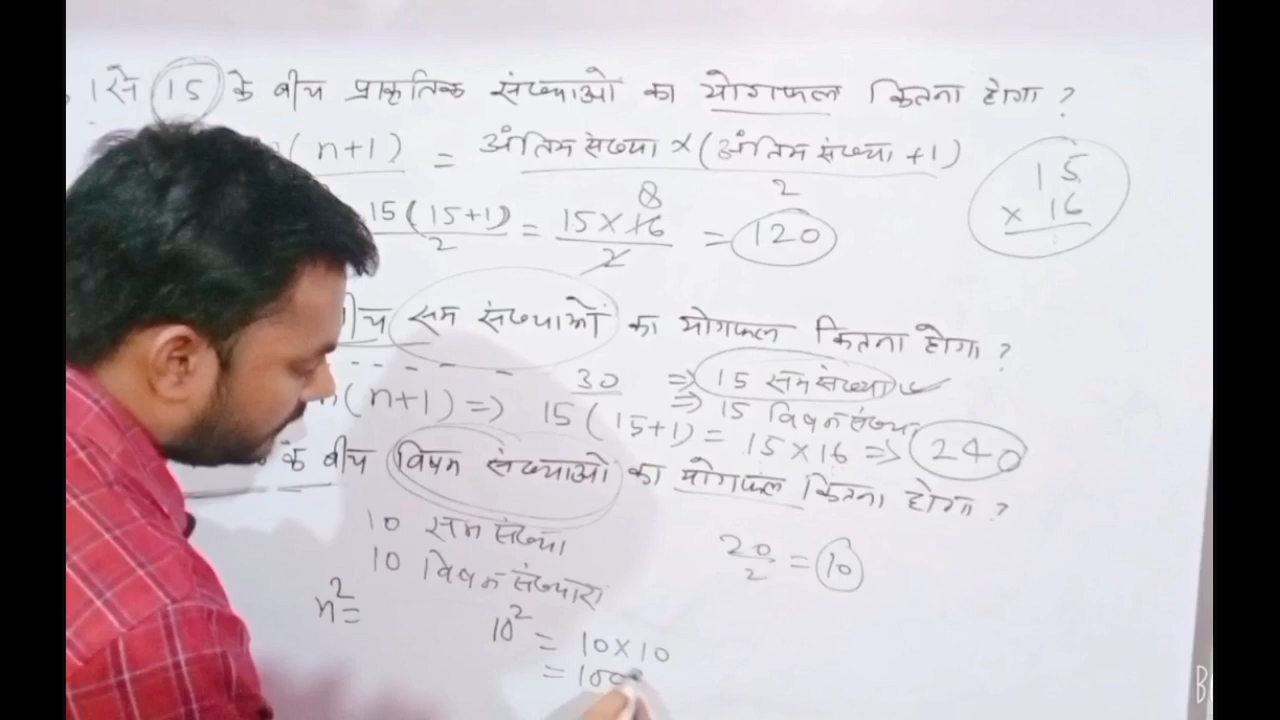 1 से 15 के बीच प्राकृतिक संख्याओ का योगफल कितना होगा ?
(n+1) = अंतिम संख्या × (अंतिम संख्या +1)
2
15 × 16
15(15+1) / 2 = 15 × 16 / 2 = 120
8
बीच सम संख्याओं का योगफल कितना होगा ?
30 ⇒ 15 सम संख्या
⇒ 15 विषम संख्या
n(n+1) ⇒ 15(15+1) = 15×16 ⇒ 240
के बीच विषम संख्याओ का योगफल कितना होगा ?
10 सम संख्या
10 विषम संख्याए
20/2 = 10
n² =
10² = 10×10
= 100
B